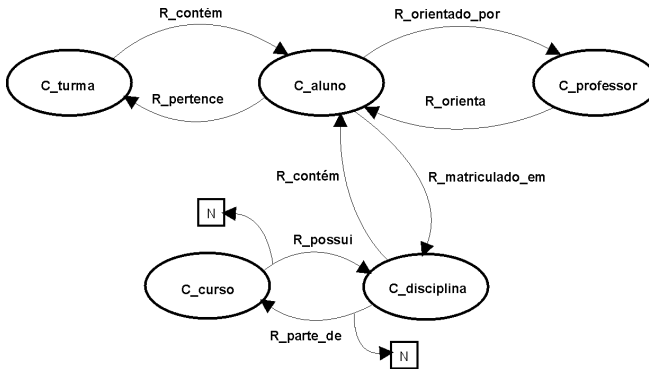 R_contém
R_orientado_por
C_turma
C_aluno
C_professor
R_pertence
R_orienta
R_contém
R_matriculado_em
N
R_possui
C_curso
C_disciplina
R_parte_de
N